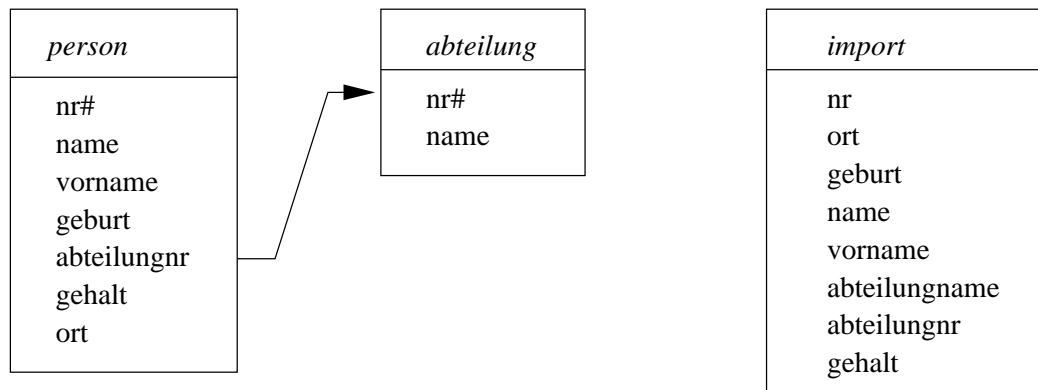 person
nr#
name
vorname
geburt
abteilungnr
gehalt
ort
abteilung
nr#
name
import
nr
ort
geburt
name
vorname
abteilungname
abteilungnr
gehalt